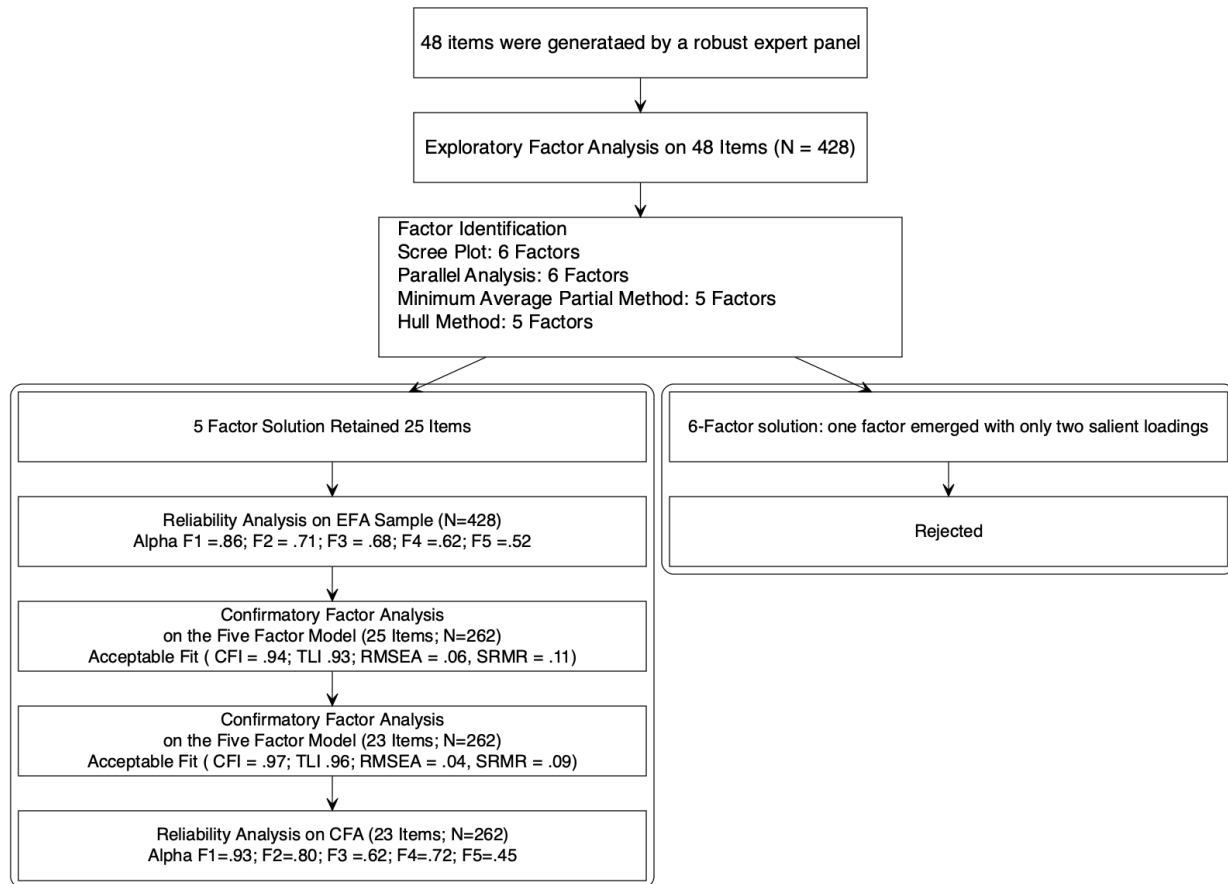 48 items were generataed by a robust expert panel
Exploratory Factor Analysis on 48 Items (N = 428)
Factor Identification
Scree Plot: 6 Factors
Parallel Analysis: 6 Factors
Minimum Average Partial Method: 5 Factors
Hull Method: 5 Factors
5 Factor Solution Retained 25 Items
Reliability Analysis on EFA Sample (N=428)
Alpha F1 =.86; F2 = .71; F3 = .68; F4 =.62; F5 =.52
Confirmatory Factor Analysis
on the Five Factor Model (25 Items; N=262)
Acceptable Fit ( CFI = .94; TLI .93; RMSEA = .06, SRMR = .11)
Confirmatory Factor Analysis
on the Five Factor Model (23 Items; N=262)
Acceptable Fit ( CFI = .97; TLI .96; RMSEA = .04, SRMR = .09)
Reliability Analysis on CFA (23 Items; N=262)
Alpha F1=.93; F2=.80; F3 =.62; F4=.72; F5=.45
6-Factor solution: one factor emerged with only two salient loadings
Rejected